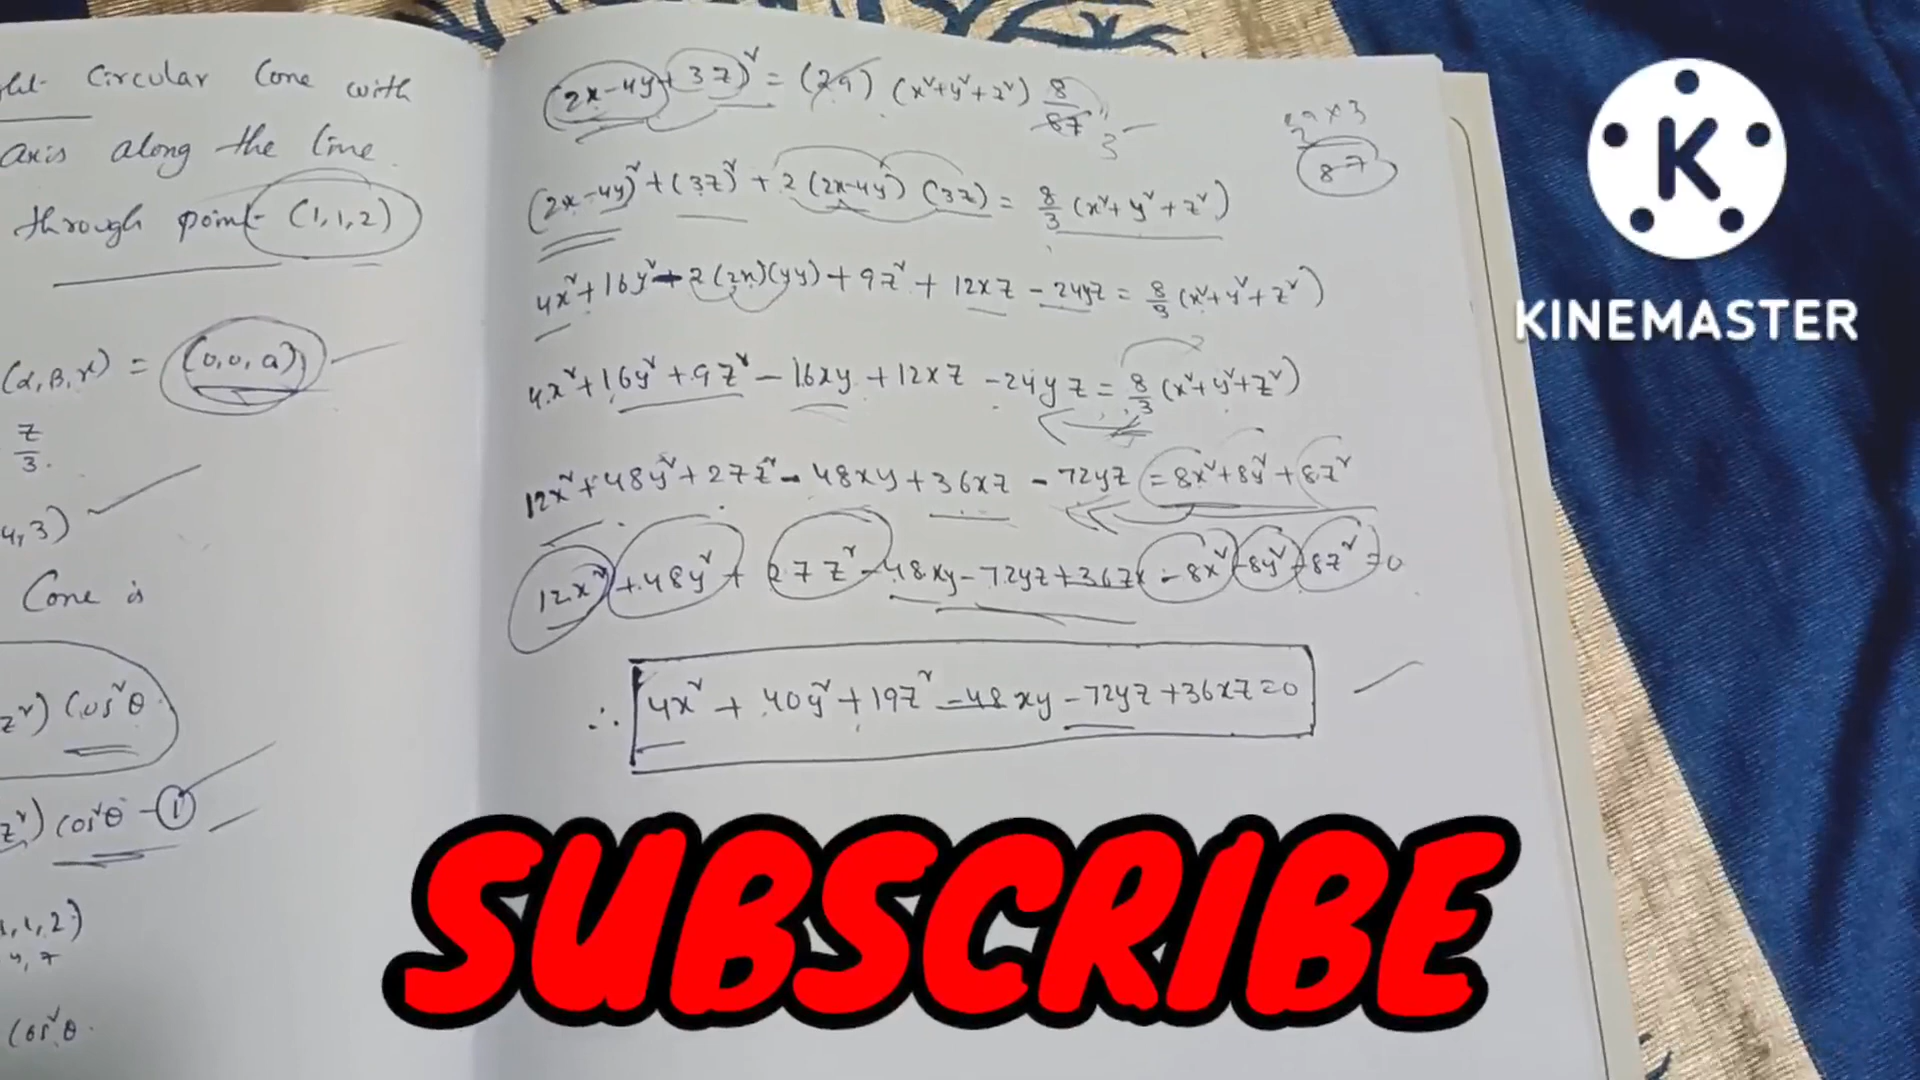 Circular Cone with
axis along the line
through point (1,1,2)
(α,β,γ) = (0,0,0)
z/3.
4,3)
Cone is
z²) cos²θ
z²) cos²θ -①
1,1,2)
cos²θ.
(2x-4y+3z)² = (29) (x²+y²+z²) 8/87 3
29x3
87
(2x-4y)²+(3z)²+2(2x-4y)(3z) = 8/3 (x²+y²+z²)
4x²+16y²-2(2x)(4y)+9z²+12xz-24yz = 8/3 (x²+y²+z²)
4x²+16y²+9z²-16xy+12xz-24yz = 8/3 (x²+y²+z²)
12x²+48y²+27z²-48xy+36xz-72yz = 8x²+8y²+8z²
12x²+48y²+27z²-48xy-72yz+36zx-8x²-8y²-8z²=0
∴ 4x²+40y²+19z²-48xy-72yz+36xz=0
K
KINEMASTER
SUBSCRIBE